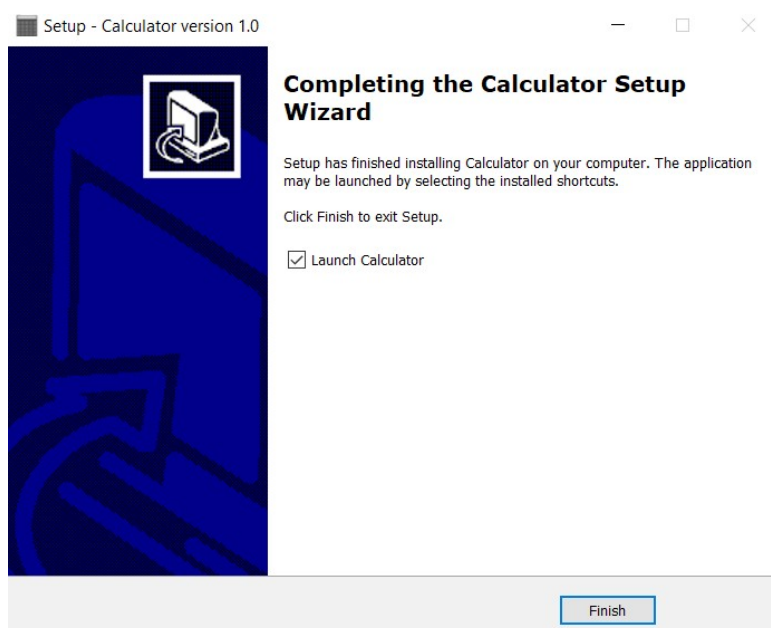 Setup - Calculator version 1.0
Completing the Calculator Setup
Wizard
Setup has finished installing Calculator on your computer. The application
may be launched by selecting the installed shortcuts.
Click Finish to exit Setup.
Launch Calculator
Finish